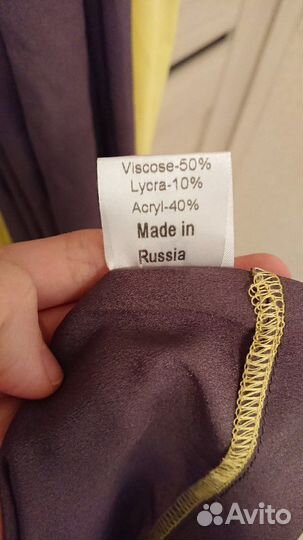 Viscose-50%
Lycra-10%
Acryl-40%
Made in
Russia
Avito